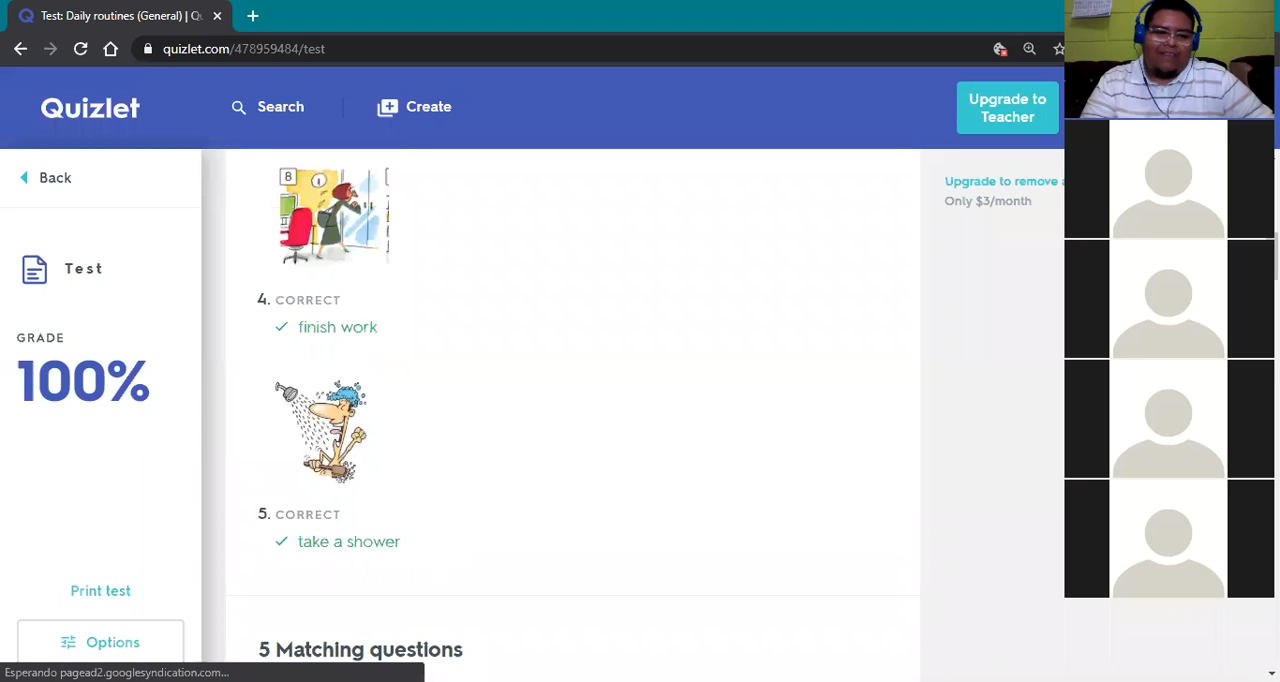 Test: Daily routines (General) | Qu
quizlet.com/478959484/test
Quizlet
Search
Create
Upgrade to
Teacher
Back
Upgrade to remove a
Only $3/month
B
Test
4. CORRECT
finish work
GRADE
100%
5. CORRECT
take a shower
Print test
Options
5 Matching questions
Esperando pagead2.googlesyndication.com...